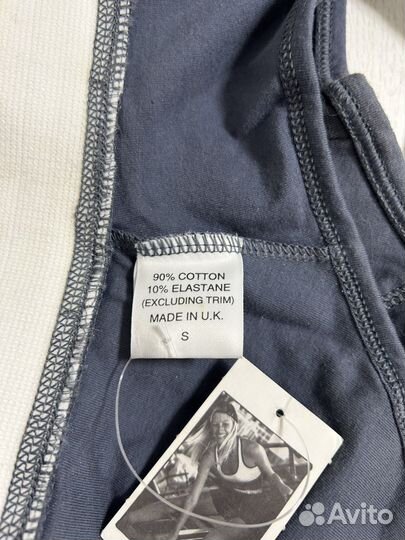 90% COTTON
10% ELASTANE
(EXCLUDING TRIM)
MADE IN U.K.
S
Avito